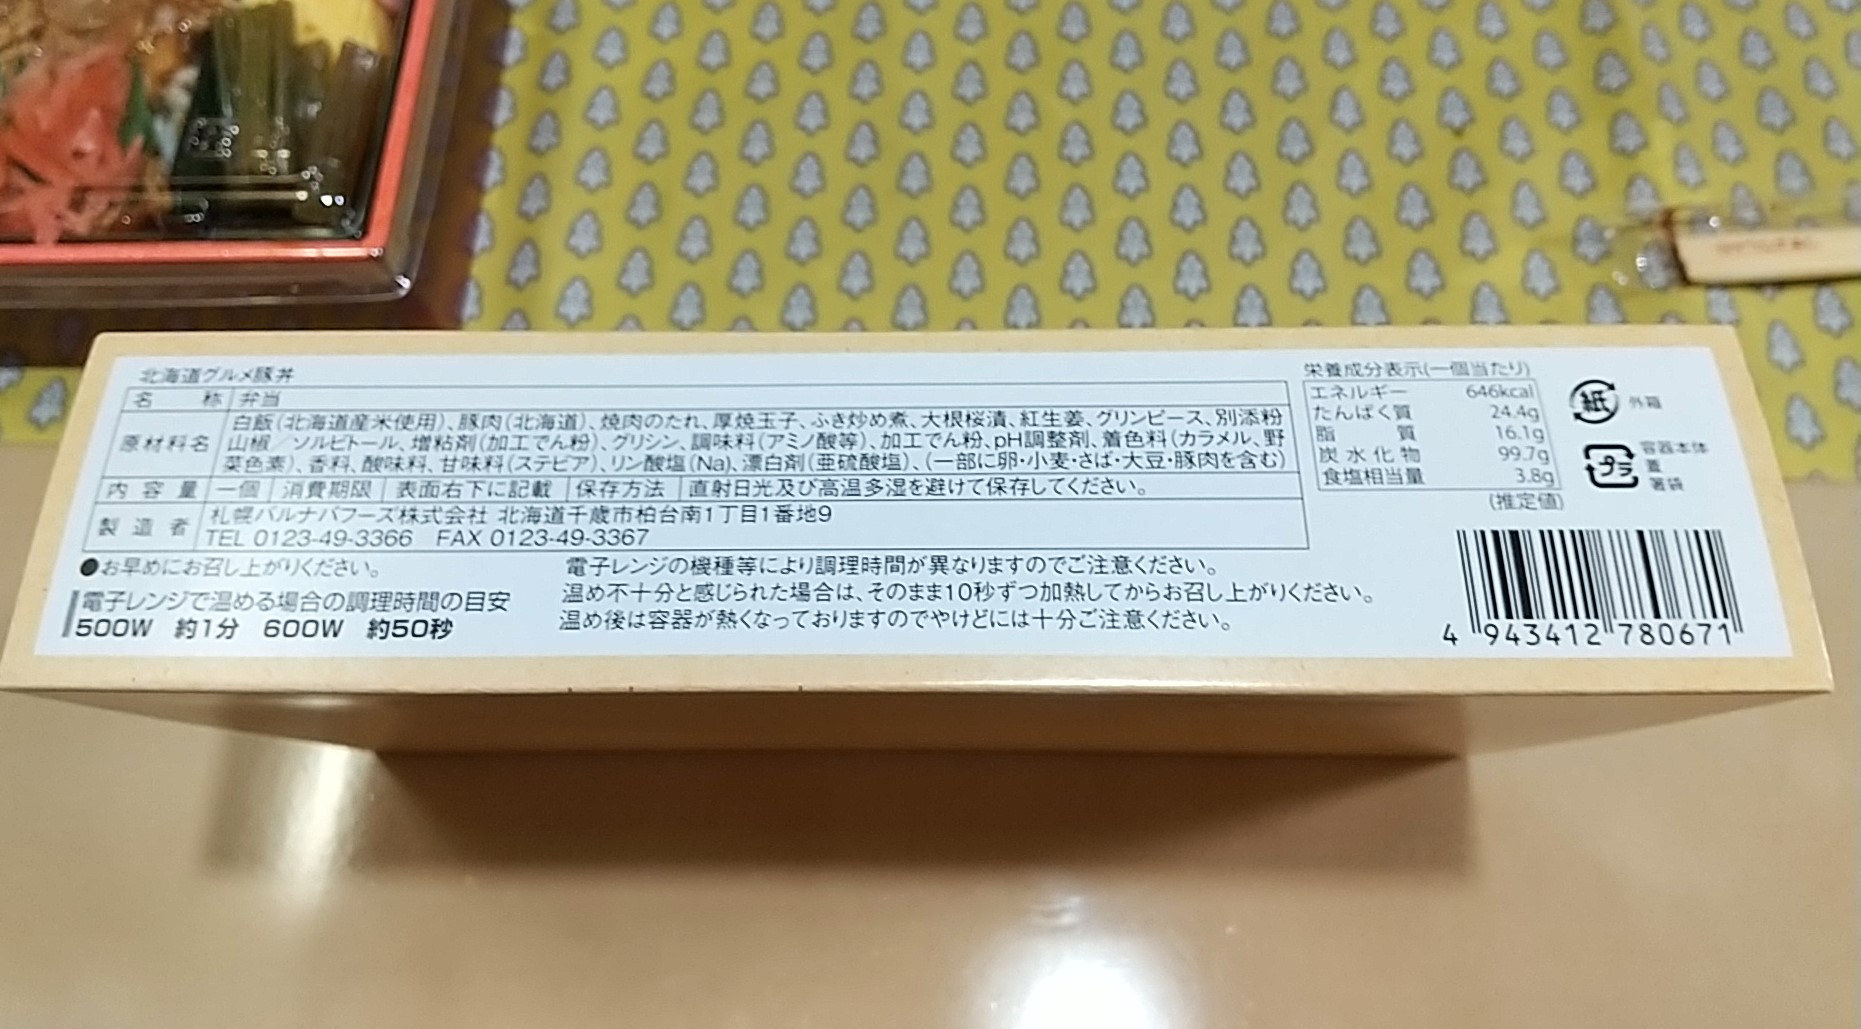 北海道グルメ豚丼
名称 弁当
原材料名 白飯(北海道産米使用)、豚肉(北海道)、焼肉のたれ、厚焼玉子、ふき炒め煮、大根桜漬、紅生姜、グリンピース、別添粉
山椒/ソルビトール、増粘剤(加工でん粉)、グリシン、調味料(アミノ酸等)、加工でん粉、pH調整剤、着色料(カラメル、野
菜色素)、香料、酸味料、甘味料(ステビア)、リン酸塩(Na)、漂白剤(亜硫酸塩)、(一部に卵・小麦・さば・大豆・豚肉を含む)
内容量 一個 消費期限 表面右下に記載 保存方法 直射日光及び高温多湿を避けて保存してください。
製造者 札幌バルナバフーズ株式会社 北海道千歳市柏台南1丁目1番地9
TEL 0123-49-3366 FAX 0123-49-3367
●お早めにお召し上がりください。
電子レンジで温める場合の調理時間の目安
500W 約1分 600W 約50秒
電子レンジの機種等により調理時間が異なりますのでご注意ください。
温め不十分と感じられた場合は、そのまま10秒ずつ加熱してからお召し上がりください。
温め後は容器が熱くなっておりますのでやけどには十分ご注意ください。
栄養成分表示(一個当たり)
エネルギー 646kcal
たんぱく質 24.4g
脂質 16.1g
炭水化物 99.7g
食塩相当量 3.8g
(推定値)
紙 外箱
プラ 容器本体
蓋
箸袋
4 943412 780671